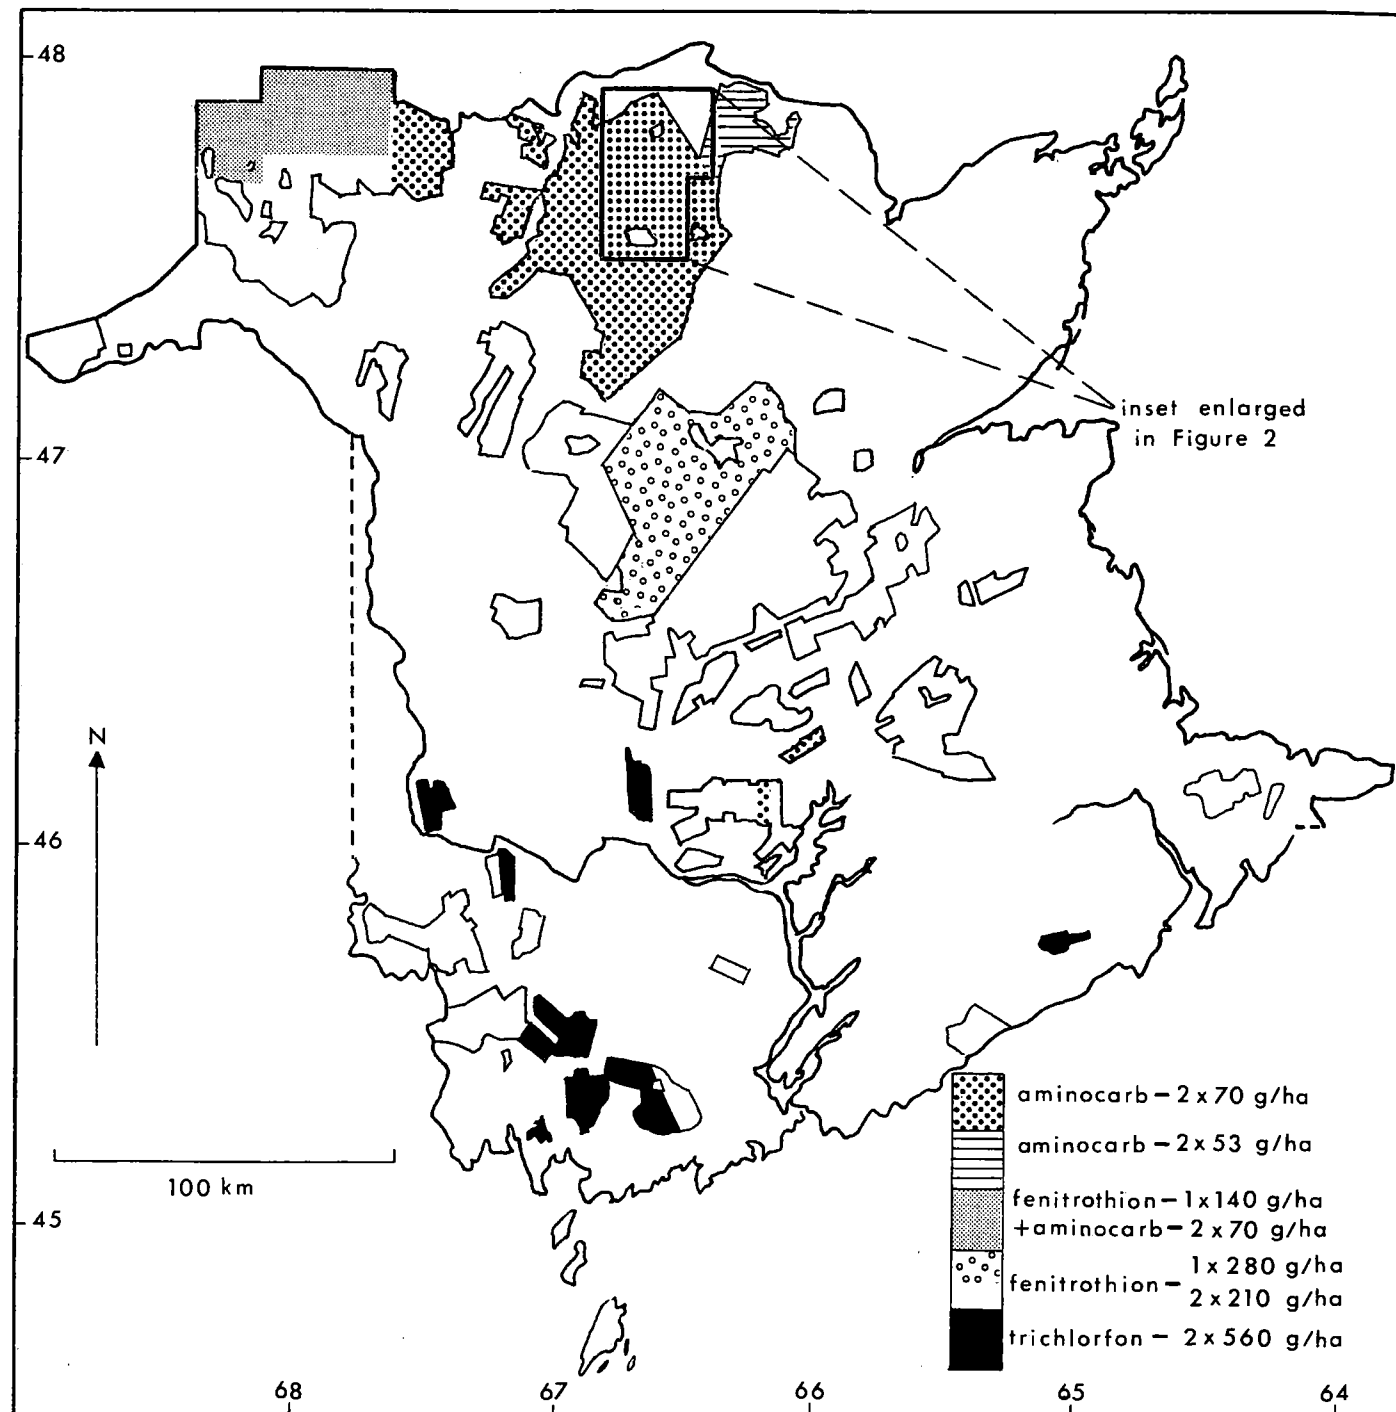 48
47
46
45
N
inset enlarged
in Figure 2
100 km
aminocarb – 2 x 70 g/ha
aminocarb – 2 x 53 g/ha
fenitrothion – 1 x 140 g/ha
+aminocarb – 2 x 70 g/ha
1 x 280 g/ha
fenitrothion –
2 x 210 g/ha
trichlorfon – 2 x 560 g/ha
68
67
66
65
64